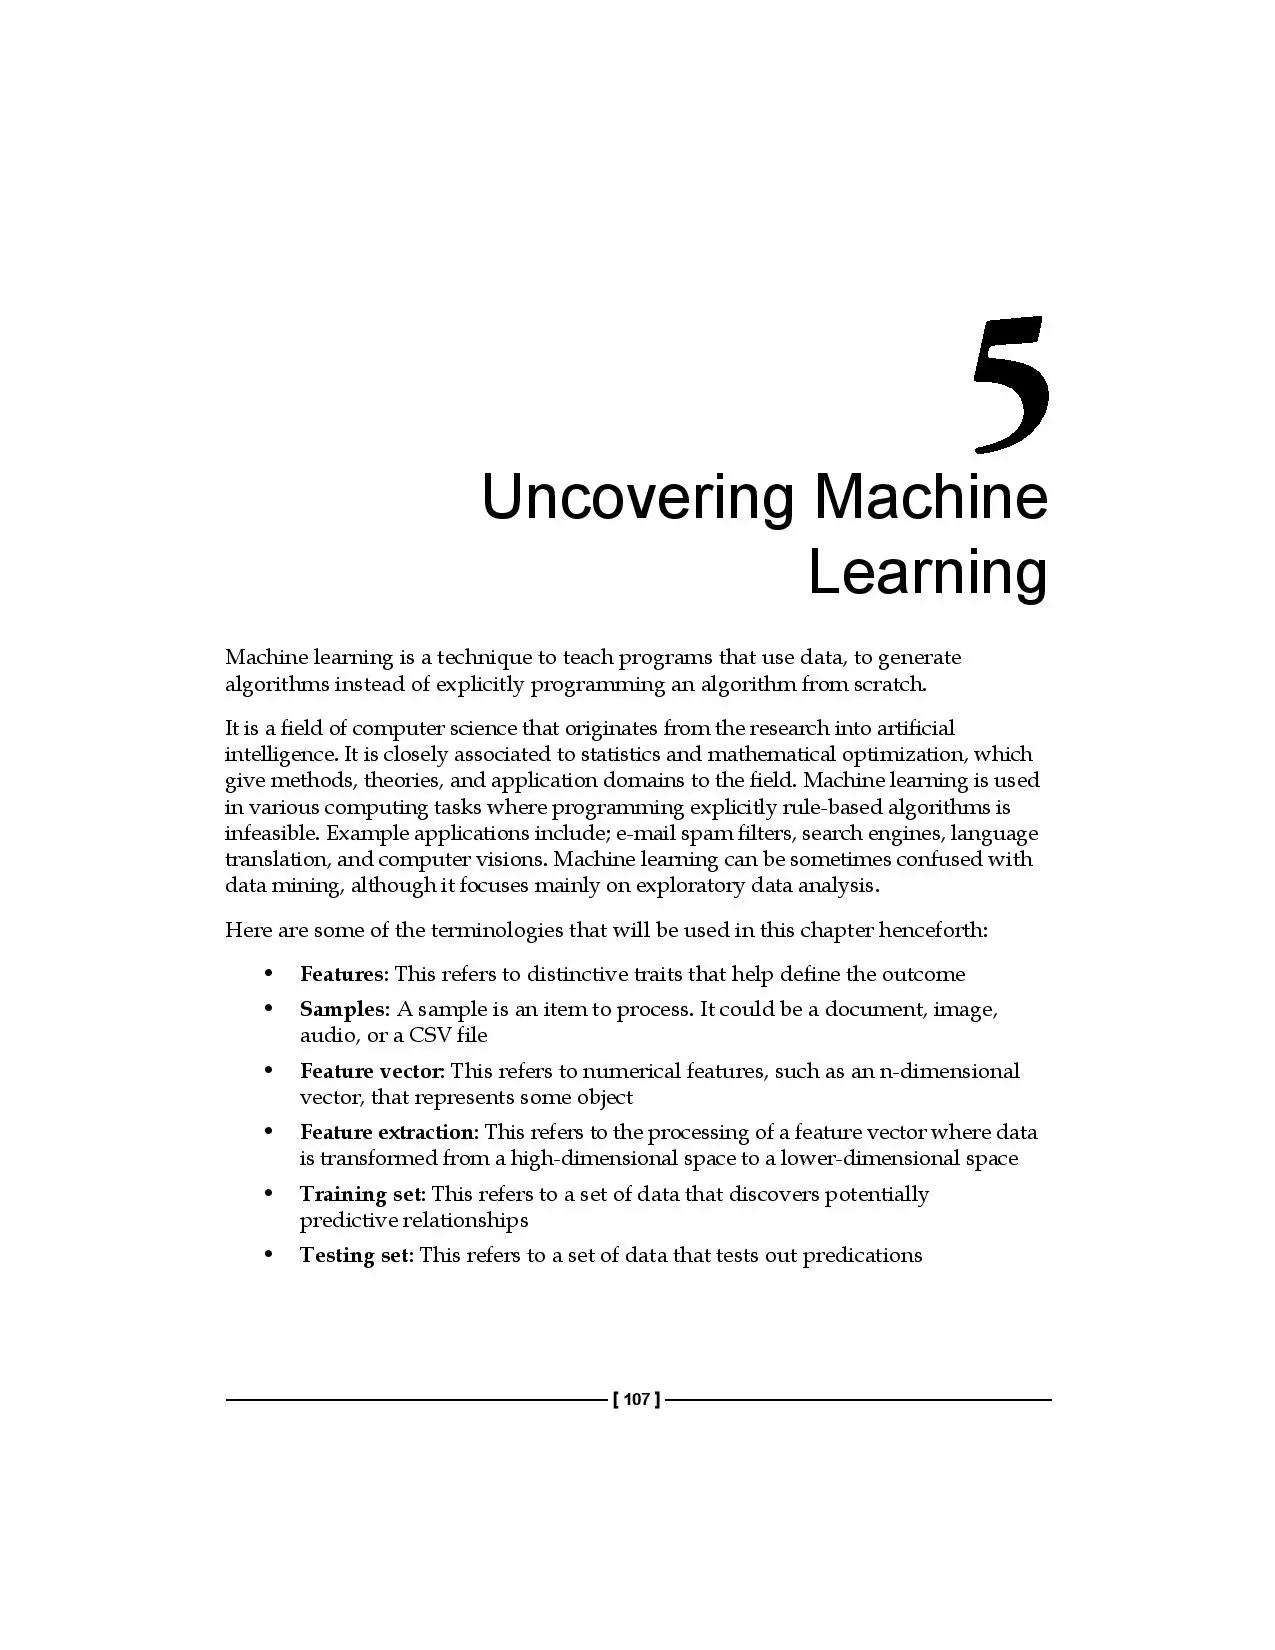 5
Uncovering Machine
Learning
Machine learning is a technique to teach programs that use data, to generate
algorithms instead of explicitly programming an algorithm from scratch.
It is a field of computer science that originates from the research into artificial
intelligence. It is closely associated to statistics and mathematical optimization, which
give methods, theories, and application domains to the field. Machine learning is used
in various computing tasks where programming explicitly rule-based algorithms is
infeasible. Example applications include; e-mail spam filters, search engines, language
translation, and computer visions. Machine learning can be sometimes confused with
data mining, although it focuses mainly on exploratory data analysis.
Here are some of the terminologies that will be used in this chapter henceforth:
• Features: This refers to distinctive traits that help define the outcome
• Samples: A sample is an item to process. It could be a document, image,
audio, or a CSV file
• Feature vector: This refers to numerical features, such as an n-dimensional
vector, that represents some object
• Feature extraction: This refers to the processing of a feature vector where data
is transformed from a high-dimensional space to a lower-dimensional space
• Training set: This refers to a set of data that discovers potentially
predictive relationships
• Testing set: This refers to a set of data that tests out predications
[ 107 ]